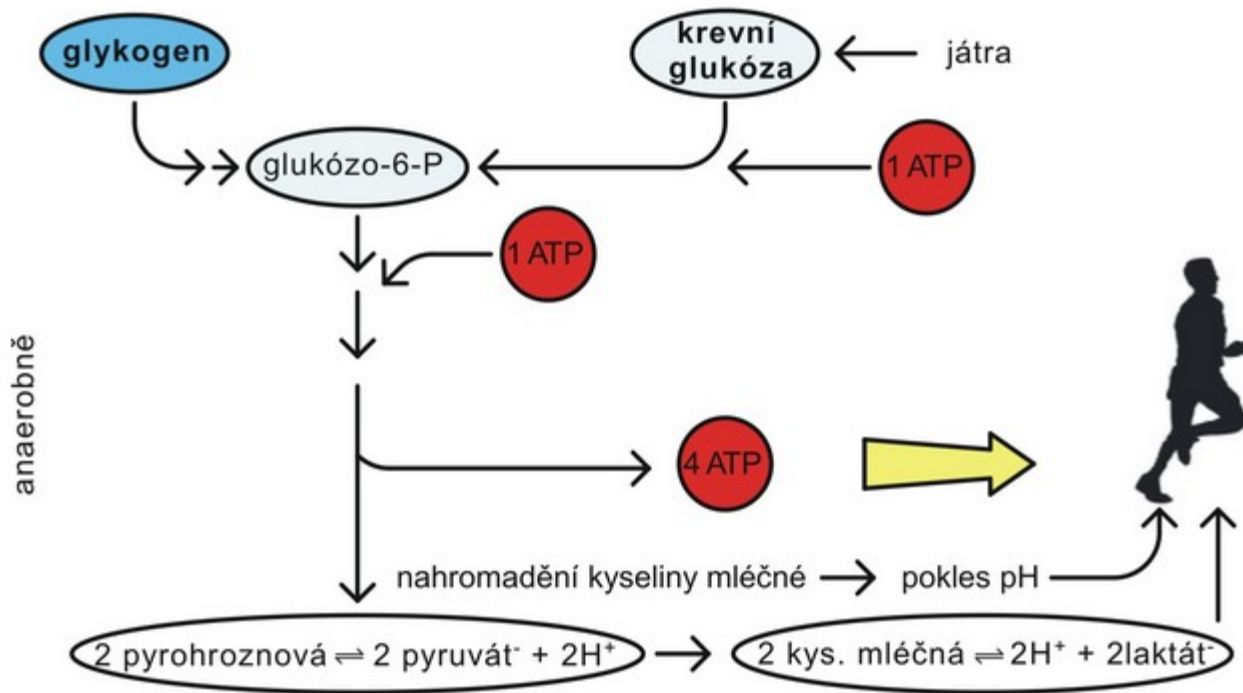 glykogen
krevní
glukóza
játra
glukózo-6-P
1 ATP
1 ATP
anaerobně
4 ATP
nahromadění kyseliny mléčné
pokles pH
2 pyrohroznová ⇌ 2 pyruvát⁻ + 2H⁺
2 kys. mléčná ⇌ 2H⁺ + 2laktát⁻